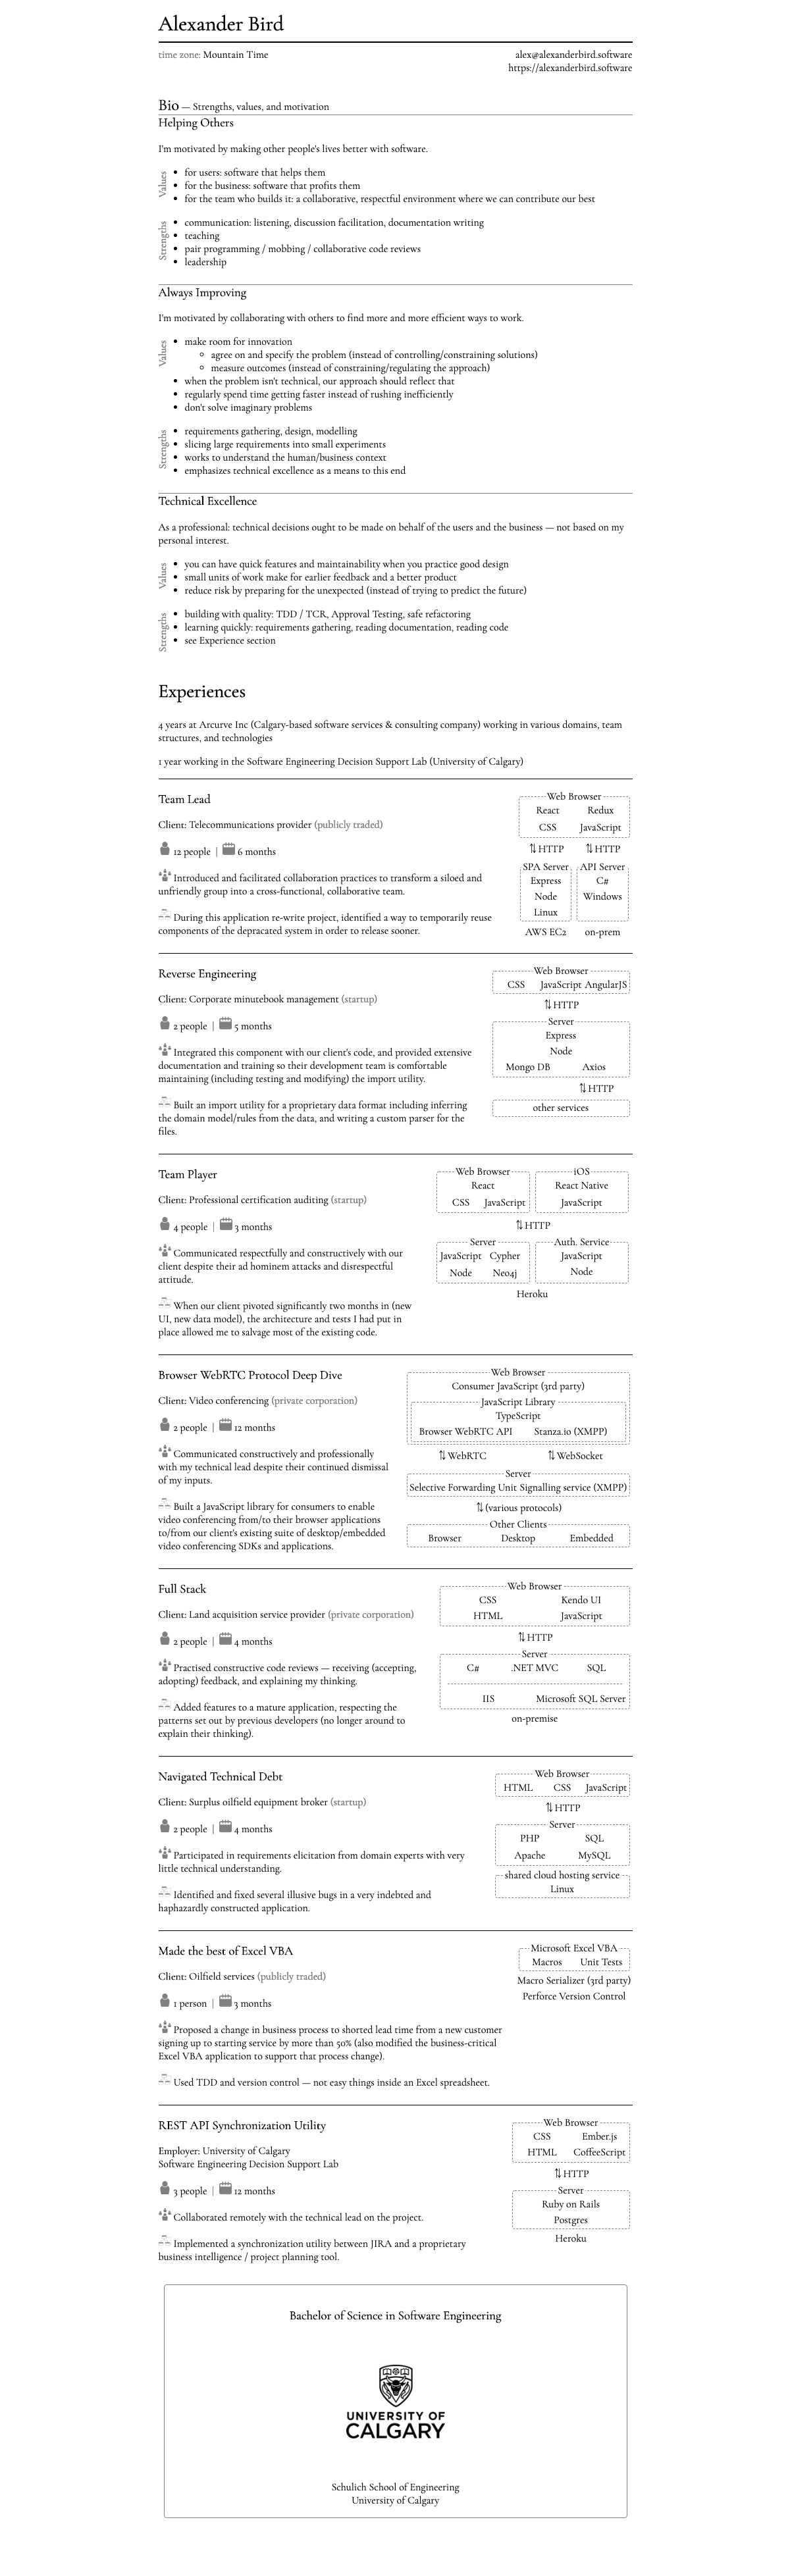 Alexander Bird
time zone: Mountain Time
alex@alexanderbird.software
https://alexanderbird.software
Bio — Strengths, values, and motivation
Helping Others
I'm motivated by making other people's lives better with software.
Values
for users: software that helps them
for the business: software that profits them
for the team who builds it: a collaborative, respectful environment where we can contribute our best
Strengths
communication: listening, discussion facilitation, documentation writing
teaching
pair programming / mobbing / collaborative code reviews
leadership
Always Improving
I'm motivated by collaborating with others to find more and more efficient ways to work.
Values
make room for innovation
agree on and specify the problem (instead of controlling/constraining solutions)
measure outcomes (instead of constraining/regulating the approach)
when the problem isn't technical, our approach should reflect that
regularly spend time getting faster instead of rushing inefficiently
don't solve imaginary problems
Strengths
requirements gathering, design, modelling
slicing large requirements into small experiments
works to understand the human/business context
emphasizes technical excellence as a means to this end
Technical Excellence
As a professional: technical decisions ought to be made on behalf of the users and the business — not based on my
personal interest.
Values
you can have quick features and maintainability when you practice good design
small units of work make for earlier feedback and a better product
reduce risk by preparing for the unexpected (instead of trying to predict the future)
Strengths
building with quality: TDD / TCR, Approval Testing, safe refactoring
learning quickly: requirements gathering, reading documentation, reading code
see Experience section
Experiences
4 years at Arcurve Inc (Calgary-based software services & consulting company) working in various domains, team
structures, and technologies
1 year working in the Software Engineering Decision Support Lab (University of Calgary)
Team Lead
Client: Telecommunications provider (publicly traded)
12 people | 6 months
Introduced and facilitated collaboration practices to transform a siloed and
unfriendly group into a cross-functional, collaborative team.
During this application re-write project, identified a way to temporarily reuse
components of the depracated system in order to release sooner.
Web Browser
React Redux
CSS JavaScript
⇅ HTTP ⇅ HTTP
SPA Server API Server
Express C#
Node Windows
Linux
AWS EC2 on-prem
Reverse Engineering
Client: Corporate minutebook management (startup)
2 people | 5 months
Integrated this component with our client's code, and provided extensive
documentation and training so their development team is comfortable
maintaining (including testing and modifying) the import utility.
Built an import utility for a proprietary data format including inferring
the domain model/rules from the data, and writing a custom parser for the
files.
Web Browser
CSS JavaScript AngularJS
⇅ HTTP
Server
Express
Node
Mongo DB Axios
⇅ HTTP
other services
Team Player
Client: Professional certification auditing (startup)
4 people | 3 months
Communicated respectfully and constructively with our
client despite their ad hominem attacks and disrespectful
attitude.
When our client pivoted significantly two months in (new
UI, new data model), the architecture and tests I had put in
place allowed me to salvage most of the existing code.
Web Browser iOS
React React Native
CSS JavaScript JavaScript
⇅ HTTP
Server Auth. Service
JavaScript Cypher JavaScript
Node Neo4j Node
Heroku
Browser WebRTC Protocol Deep Dive
Client: Video conferencing (private corporation)
2 people | 12 months
Communicated constructively and professionally
with my technical lead despite their continued dismissal
of my inputs.
Built a JavaScript library for consumers to enable
video conferencing from/to their browser applications
to/from our client's existing suite of desktop/embedded
video conferencing SDKs and applications.
Web Browser
Consumer JavaScript (3rd party)
JavaScript Library
TypeScript
Browser WebRTC API Stanza.io (XMPP)
⇅ WebRTC ⇅ WebSocket
Server
Selective Forwarding Unit Signalling service (XMPP)
⇅ (various protocols)
Other Clients
Browser Desktop Embedded
Full Stack
Client: Land acquisition service provider (private corporation)
2 people | 4 months
Practised constructive code reviews — receiving (accepting,
adopting) feedback, and explaining my thinking.
Added features to a mature application, respecting the
patterns set out by previous developers (no longer around to
explain their thinking).
Web Browser
CSS Kendo UI
HTML JavaScript
⇅ HTTP
Server
C# .NET MVC SQL
IIS Microsoft SQL Server
on-premise
Navigated Technical Debt
Client: Surplus oilfield equipment broker (startup)
2 people | 4 months
Participated in requirements elicitation from domain experts with very
little technical understanding.
Identified and fixed several illusive bugs in a very indebted and
haphazardly constructed application.
Web Browser
HTML CSS JavaScript
⇅ HTTP
Server
PHP SQL
Apache MySQL
shared cloud hosting service
Linux
Made the best of Excel VBA
Client: Oilfield services (publicly traded)
1 person | 3 months
Proposed a change in business process to shorted lead time from a new customer
signing up to starting service by more than 50% (also modified the business-critical
Excel VBA application to support that process change).
Used TDD and version control — not easy things inside an Excel spreadsheet.
Microsoft Excel VBA
Macros Unit Tests
Macro Serializer (3rd party)
Perforce Version Control
REST API Synchronization Utility
Employer: University of Calgary
Software Engineering Decision Support Lab
3 people | 12 months
Collaborated remotely with the technical lead on the project.
Implemented a synchronization utility between JIRA and a proprietary
business intelligence / project planning tool.
Web Browser
CSS Ember.js
HTML CoffeeScript
⇅ HTTP
Server
Ruby on Rails
Postgres
Heroku
Bachelor of Science in Software Engineering
UNIVERSITY OF
CALGARY
Schulich School of Engineering
University of Calgary